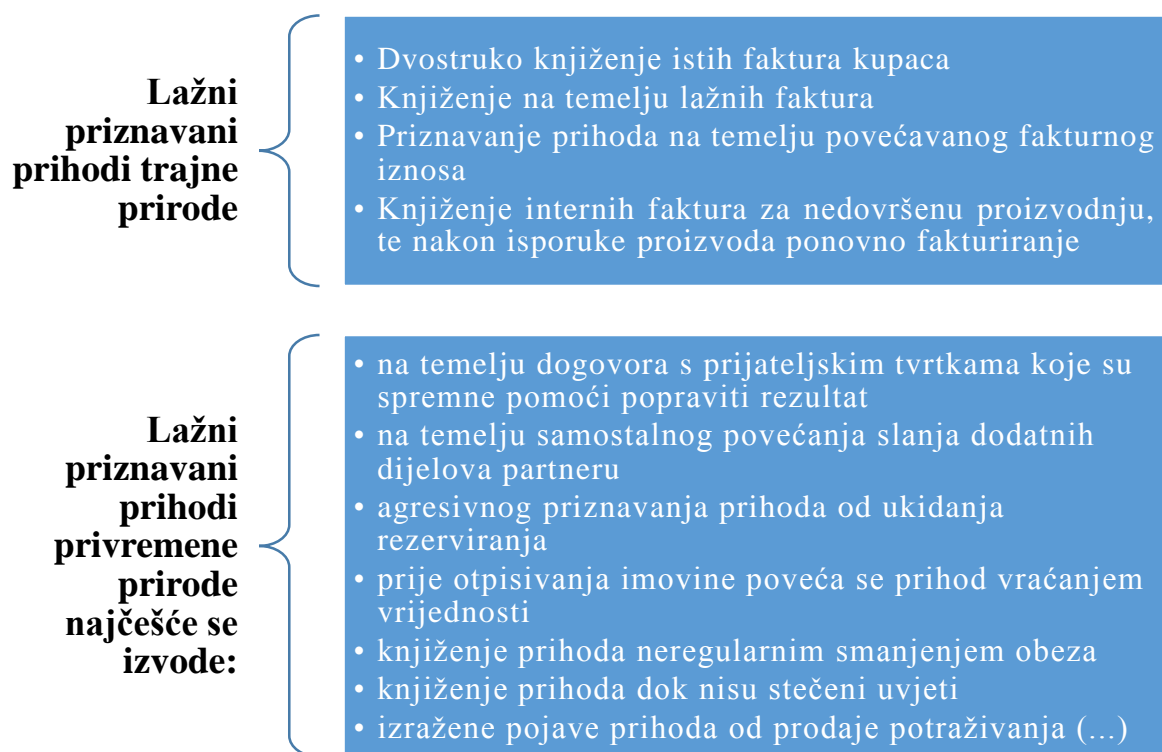 Lažni
priznavani
prihodi trajne
prirode
• Dvostruko knjiženje istih faktura kupaca
• Knjiženje na temelju lažnih faktura
• Priznavanje prihoda na temelju povećavanog fakturnog
iznosa
• Knjiženje internih faktura za nedovršenu proizvodnju,
te nakon isporuke proizvoda ponovno fakturiranje
Lažni
priznavani
prihodi
privremene
prirode
najčešće se
izvode:
• na temelju dogovora s prijateljskim tvrtkama koje su
spremne pomoći popraviti rezultat
• na temelju samostalnog povećanja slanja dodatnih
dijelova partneru
• agresivnog priznavanja prihoda od ukidanja
rezerviranja
• prije otpisivanja imovine poveća se prihod vraćanjem
vrijednosti
• knjiženje prihoda neregularnim smanjenjem obeza
• knjiženje prihoda dok nisu stečeni uvjeti
• izražene pojave prihoda od prodaje potraživanja (...)